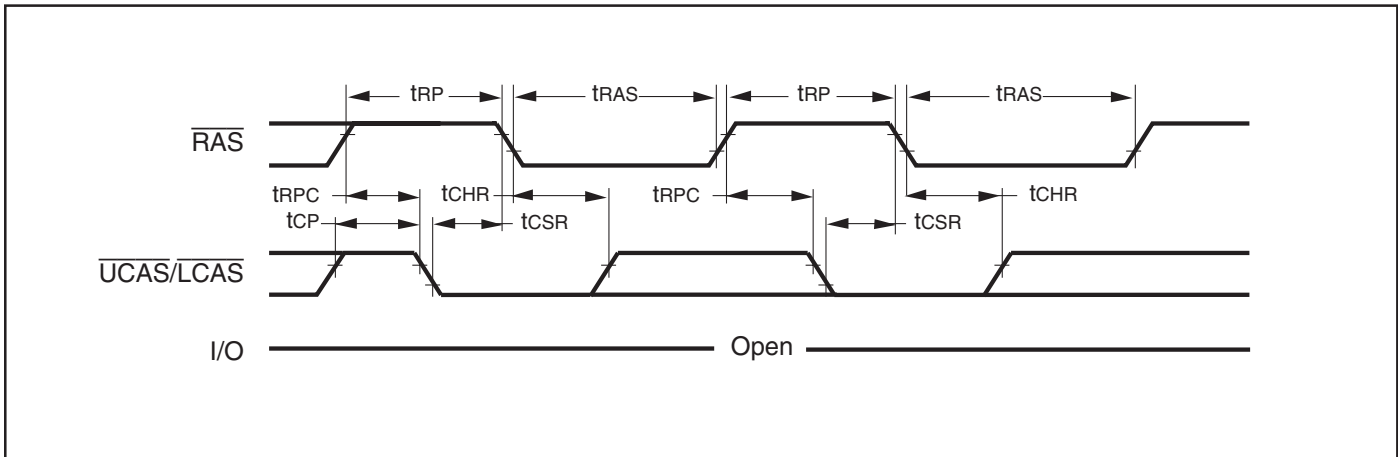 tRP tRAS tRP tRAS
RAS
tRPC tCHR tRPC tCHR
tCP tCSR tCSR
UCAS/LCAS
I/O Open